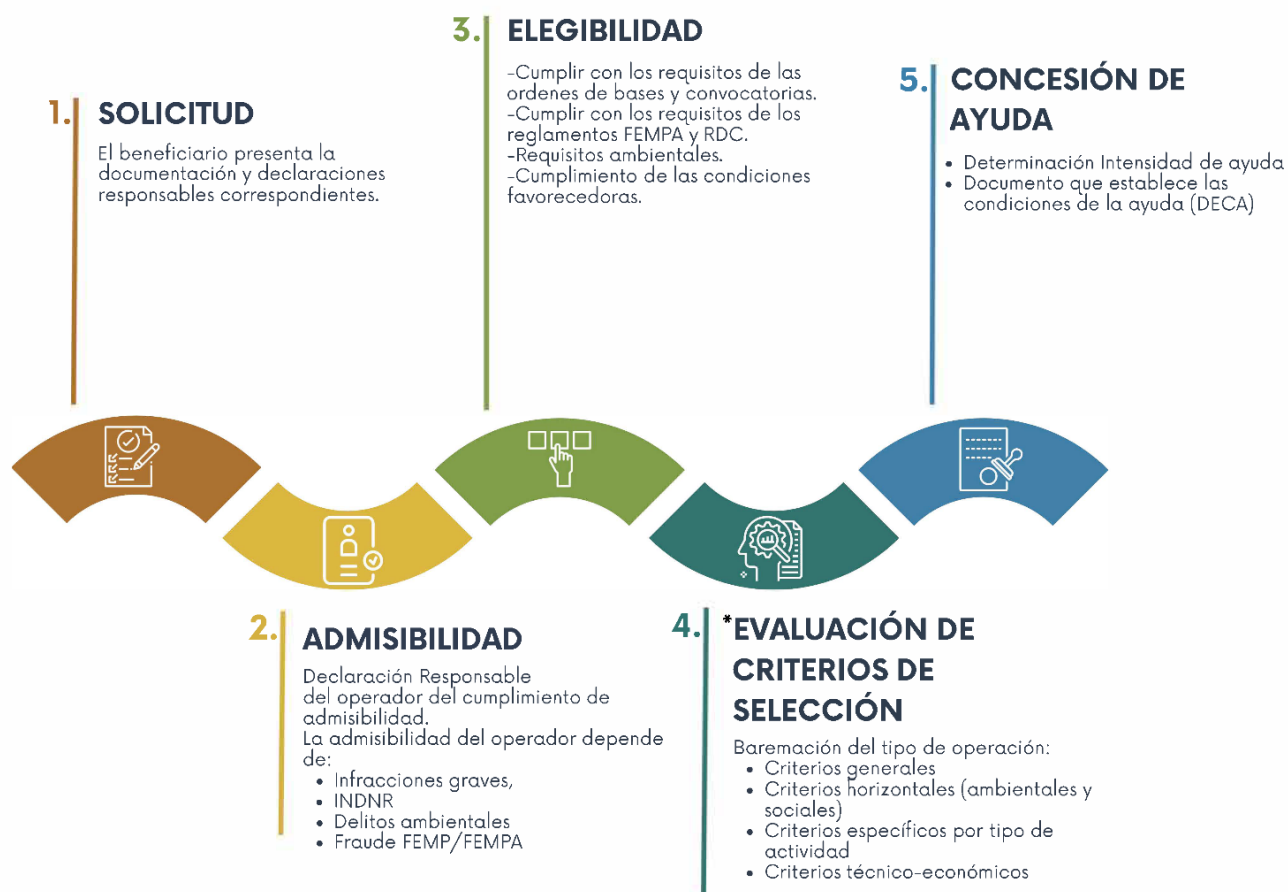 1. SOLICITUD
El beneficiario presenta la
documentación y declaraciones
responsables correspondientes.
2. ADMISIBILIDAD
Declaración Responsable
del operador del cumplimiento de
admisibilidad.
La admisibilidad del operador depende
de:
• Infracciones graves,
• INDNR
• Delitos ambientales
• Fraude FEMP/FEMPA
3. ELEGIBILIDAD
-Cumplir con los requisitos de las
ordenes de bases y convocatorias.
-Cumplir con los requisitos de los
reglamentos FEMPA y RDC.
-Requisitos ambientales.
-Cumplimiento de las condiciones
favorecedoras.
4. *EVALUACIÓN DE
CRITERIOS DE
SELECCIÓN
Baremación del tipo de operación:
• Criterios generales
• Criterios horizontales (ambientales y
sociales)
• Criterios específicos por tipo de
actividad
• Criterios técnico-económicos
5. CONCESIÓN DE
AYUDA
• Determinación Intensidad de ayuda
• Documento que establece las
condiciones de la ayuda (DECA)